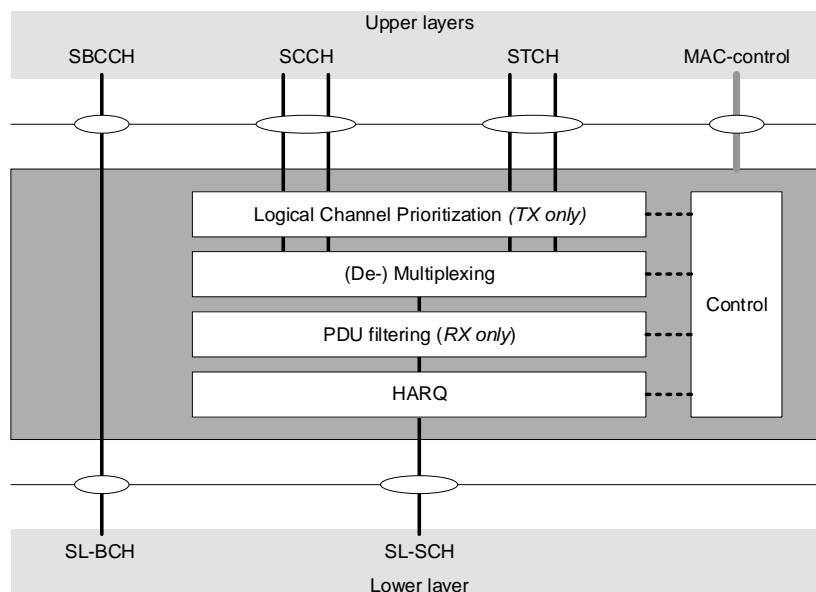 Upper layers
SBCCH SCCH STCH MAC-control
Logical Channel Prioritization (TX only)
(De-) Multiplexing
Control
PDU filtering (RX only)
HARQ
SL-BCH SL-SCH
Lower layer